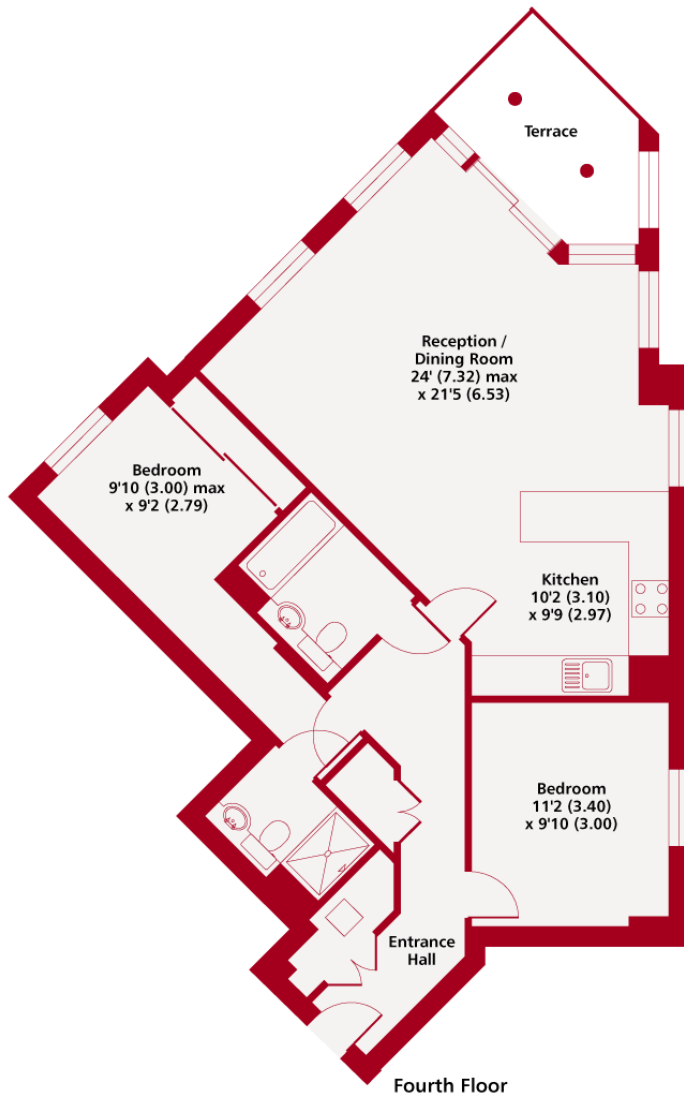 Terrace
Reception /
Dining Room
24' (7.32) max
x 21'5 (6.53)
Bedroom
9'10 (3.00) max
x 9'2 (2.79)
Kitchen
10'2 (3.10)
x 9'9 (2.97)
Bedroom
11'2 (3.40)
x 9'10 (3.00)
Entrance
Hall
Fourth Floor